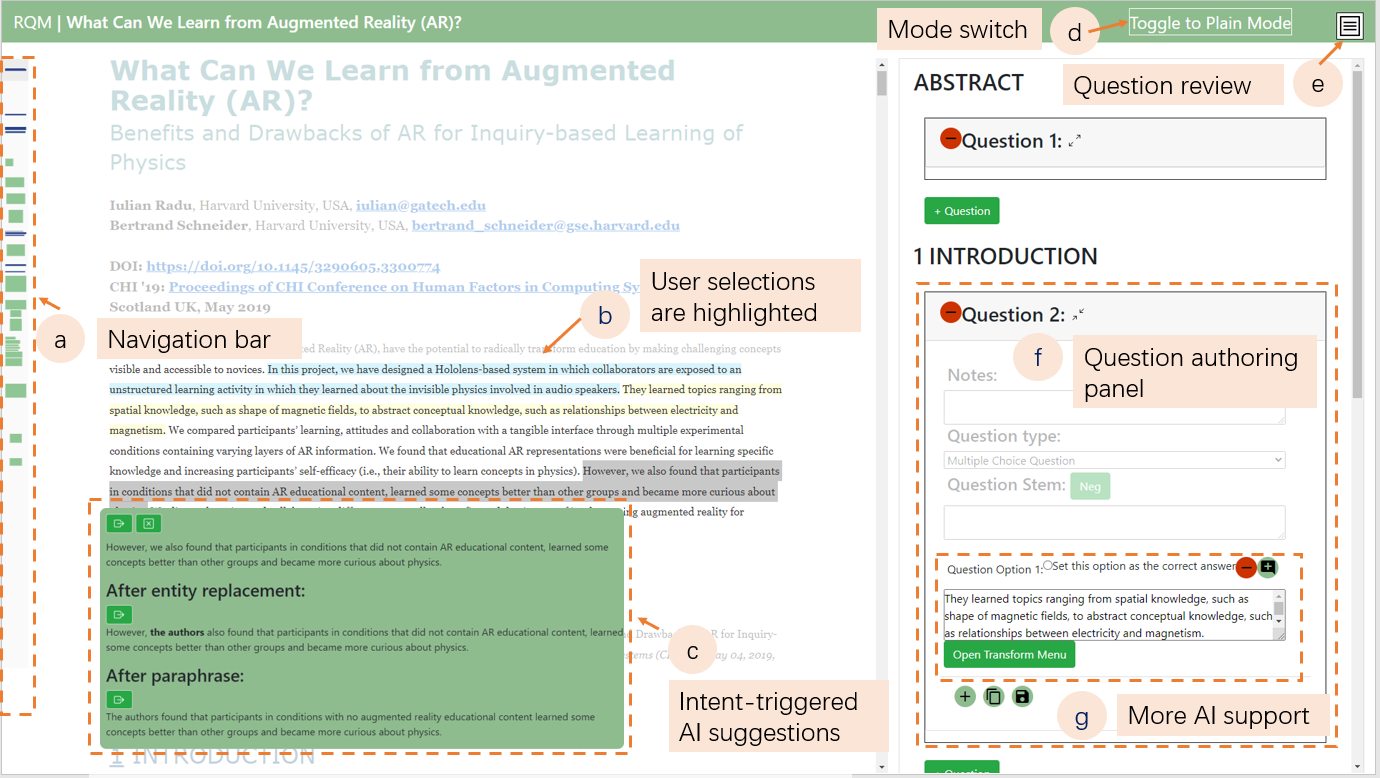 RQM | What Can We Learn from Augmented Reality (AR)?
Mode switch
d
Toggle to Plain Mode
Question review
e
What Can We Learn from Augmented
Reality (AR)?
Benefits and Drawbacks of AR for Inquiry-based Learning of
Physics
Iulian Radu, Harvard University, USA, iulian@gatech.edu
Bertrand Schneider, Harvard University, USA, bertrand_schneider@gse.harvard.edu
DOI: https://doi.org/10.1145/3290605.3300774
CHI '19: Proceedings of CHI Conference on Human Factors in Computing
Scotland UK, May 2019
a
Navigation bar
b
User selections
are highlighted
Reality (AR), have the potential to radically transform education by making challenging concepts
visible and accessible to novices. In this project, we have designed a Hololens-based system in which collaborators are exposed to an
unstructured learning activity in which they learned about the invisible physics involved in audio speakers. They learned topics ranging from
spatial knowledge, such as shape of magnetic fields, to abstract conceptual knowledge, such as relationships between electricity and
magnetism. We compared participants' learning, attitudes and collaboration with a tangible interface through multiple experimental
conditions containing varying layers of AR information. We found that educational AR representations were beneficial for learning specific
knowledge and increasing participants' self-efficacy (i.e., their ability to learn concepts in physics). However, we also found that participants
in conditions that did not contain AR educational content, learned some concepts better than other groups and became more curious about
augmented reality for
However, we also found that participants in conditions that did not contain AR educational content, learned some
concepts better than other groups and became more curious about physics.
After entity replacement:
However, the authors also found that participants in conditions that did not contain AR educational content, learned
some concepts better than other groups and became more curious about physics.
After paraphrase:
The authors found that participants in conditions with no augmented reality educational content learned some
concepts better than other groups and became more curious about physics.
for Inquiry-
May 04, 2019,
c
Intent-triggered
AI suggestions
1 INTRODUCTION
ABSTRACT
Question 1:
+ Question
1 INTRODUCTION
Question 2:
f
Question authoring
panel
Notes:
Question type:
Multiple Choice Question
Question Stem: Neg
Question Option 1: Set this option as the correct answer
They learned topics ranging from spatial knowledge, such as
shape of magnetic fields, to abstract conceptual knowledge, such
as relationships between electricity and magnetism.
Open Transform Menu
g
More AI support
+ Question